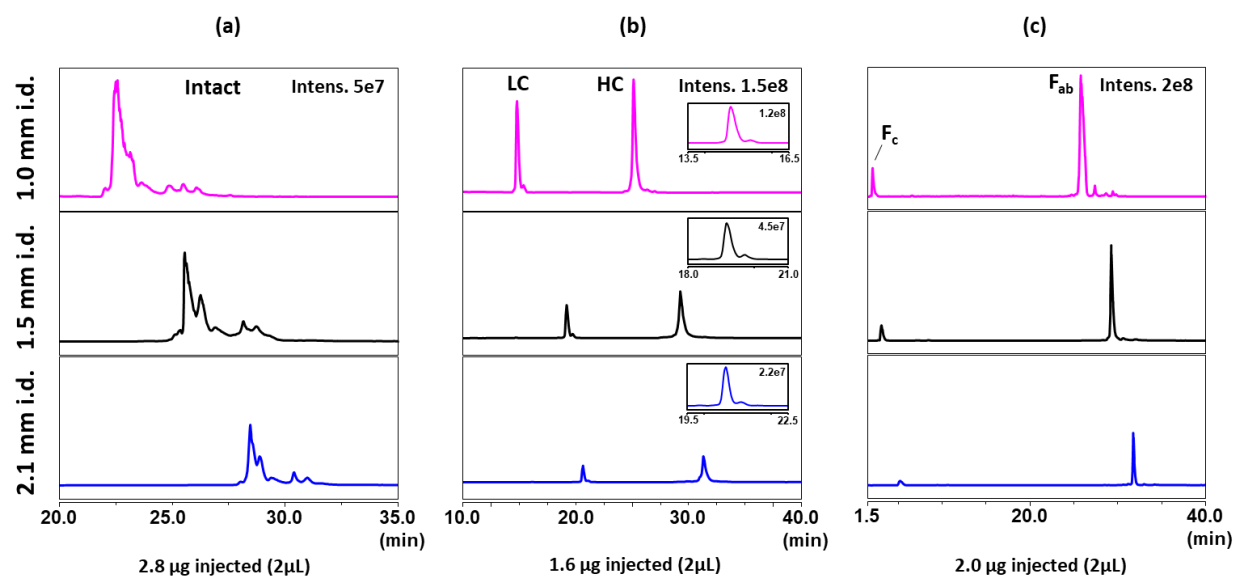 (a) (b) (c)
1.0 mm i.d.
Intact Intens. 5e7
LC HC Intens. 1.5e8
1.2e8
13.5 16.5
Fc Fab Intens. 2e8
1.5 mm i.d.
4.5e7
18.0 21.0
2.1 mm i.d.
2.2e7
19.5 22.5
20.0 25.0 30.0 35.0
(min)
10.0 20.0 30.0 40.0
(min)
1.5 20.0 40.0
(min)
2.8 µg injected (2µL)
1.6 µg injected (2µL)
2.0 µg injected (2µL)